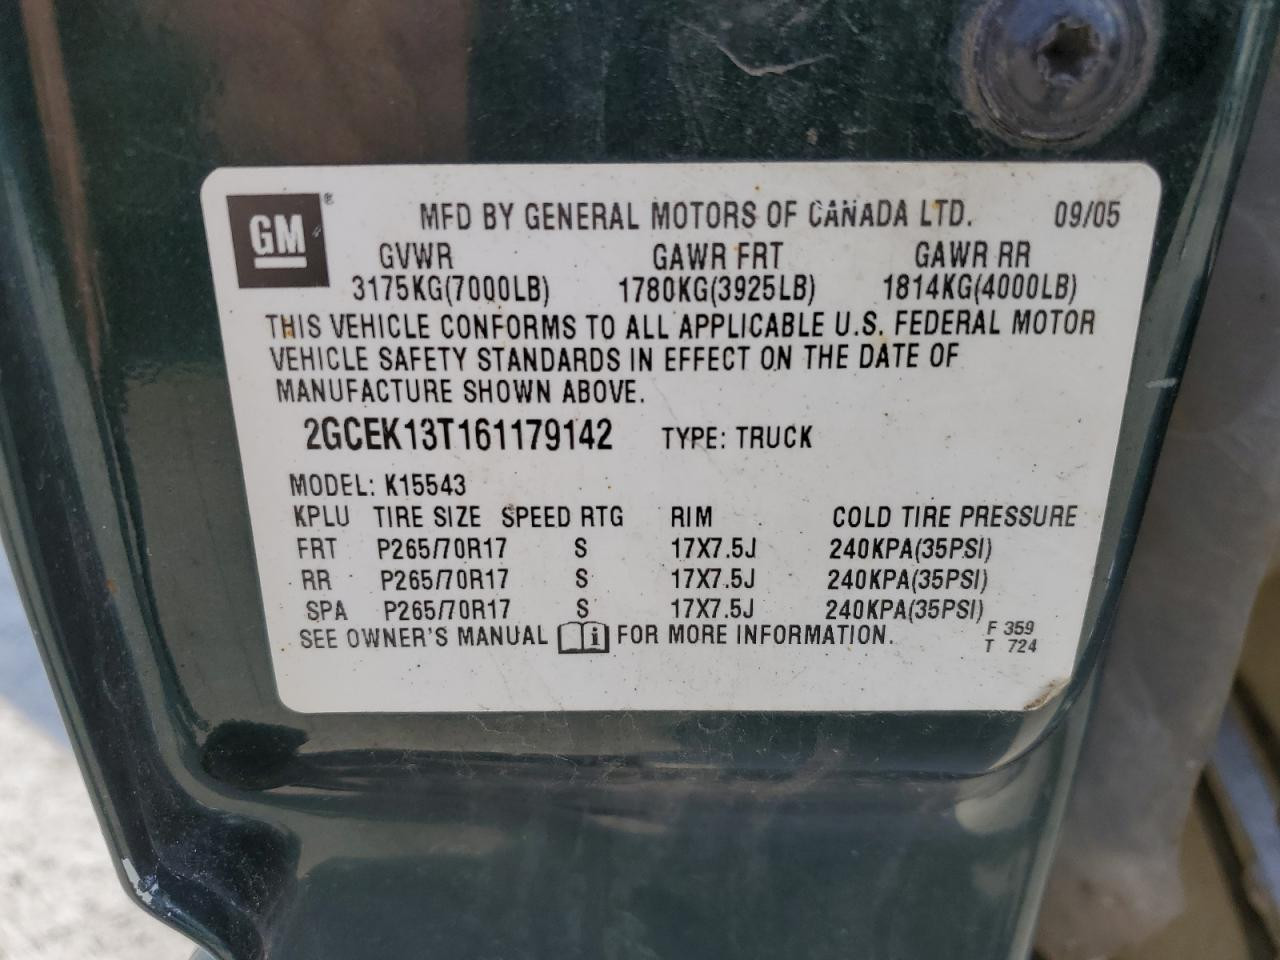 GM ®
MFD BY GENERAL MOTORS OF CANADA LTD. 09/05
GVWR GAWR FRT GAWR RR
3175KG(7000LB) 1780KG(3925LB) 1814KG(4000LB)
THIS VEHICLE CONFORMS TO ALL APPLICABLE U.S. FEDERAL MOTOR
VEHICLE SAFETY STANDARDS IN EFFECT ON THE DATE OF
MANUFACTURE SHOWN ABOVE.
2GCEK13T161179142 TYPE: TRUCK
MODEL: K15543
KPLU TIRE SIZE SPEED RTG RIM COLD TIRE PRESSURE
FRT P265/70R17 S 17X7.5J 240KPA(35PSI)
RR P265/70R17 S 17X7.5J 240KPA(35PSI)
SPA P265/70R17 S 17X7.5J 240KPA(35PSI)
SEE OWNER'S MANUAL i FOR MORE INFORMATION.
F 359
T 724